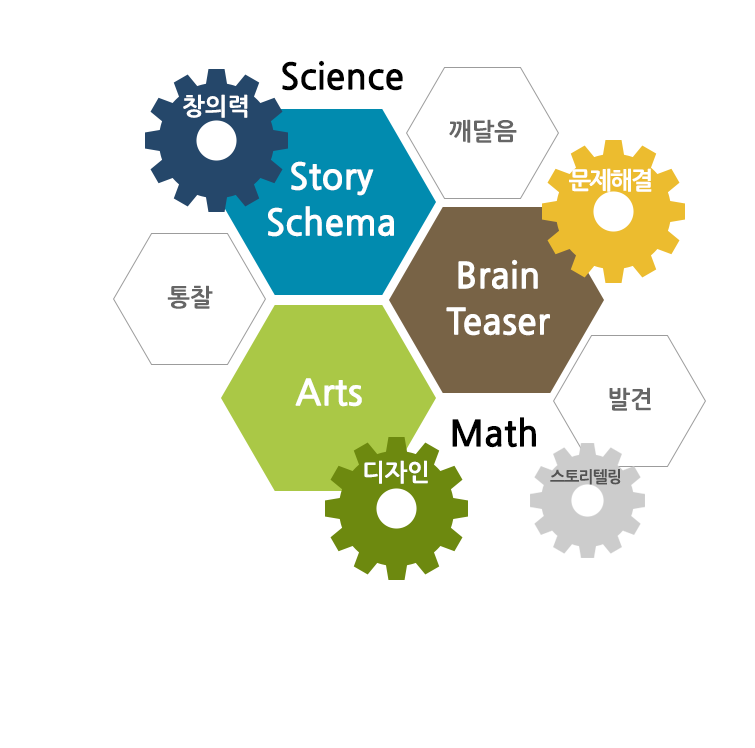 Science
창의력
깨달음
Story
Schema
문제해결
Brain
Teaser
통찰
Arts
발견
Math
디자인
스토리텔링